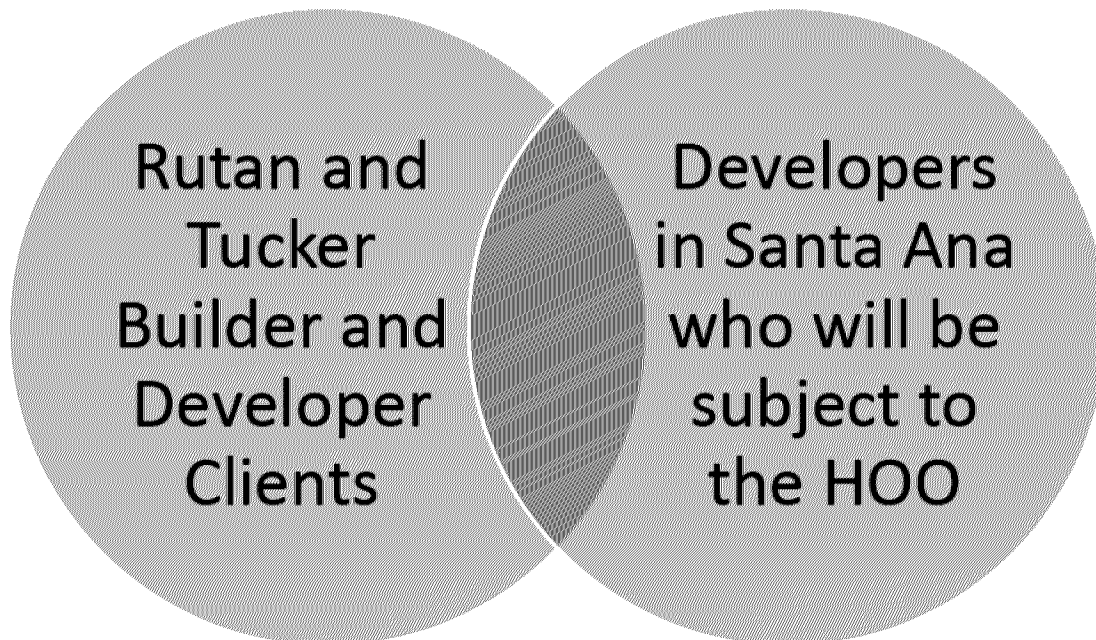 Rutan and
Tucker
Builder and
Developer
Clients
Developers
in Santa Ana
who will be
subject to
the HOO